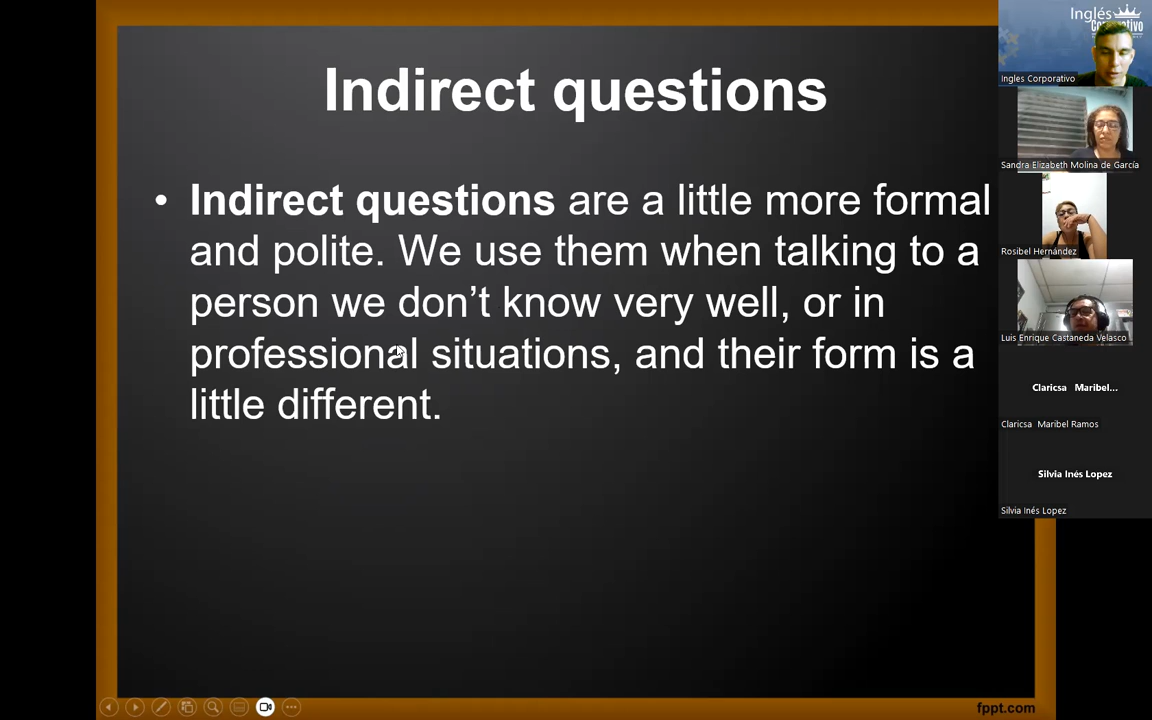 Indirect questions
• Indirect questions are a little more formal
and polite. We use them when talking to a
person we don’t know very well, or in
professional situations, and their form is a
little different.
fppt.com
Inglés
Corporativo
Ingles Corporativo
Sandra Elizabeth Molina de García
Rosibel Hernández
Luis Enrique Castaneda Velasco
Claricsa Maribel...
Claricsa Maribel Ramos
Silvia Inés Lopez
Silvia Inés Lopez